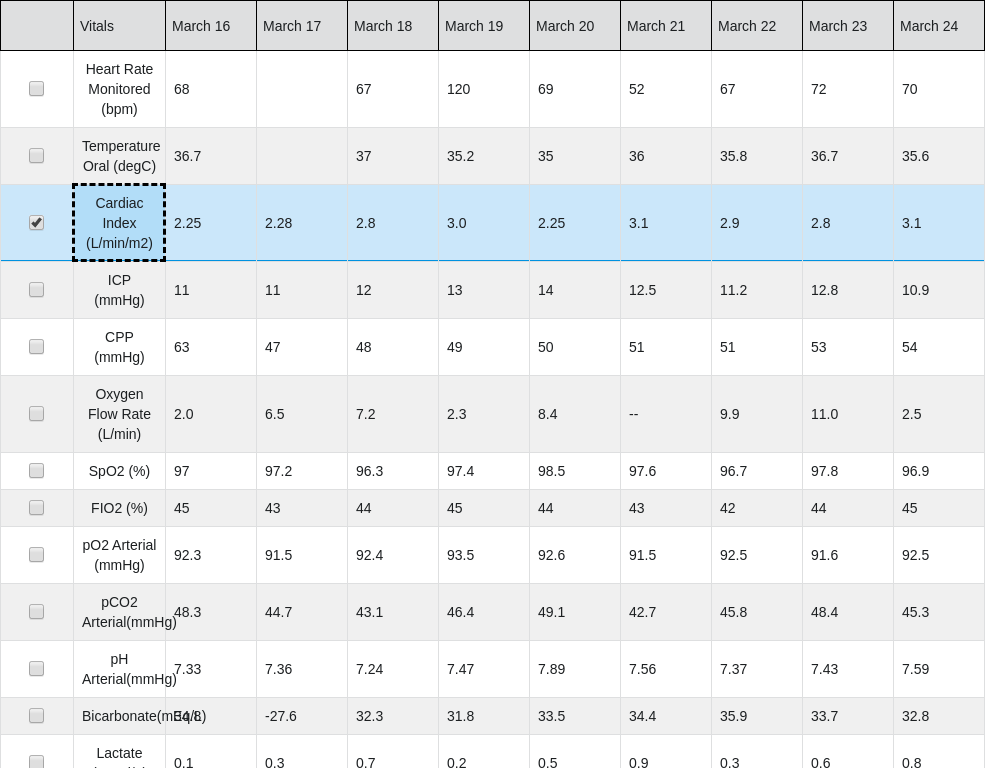 Vitals March 16 March 17 March 18 March 19 March 20 March 21 March 22 March 23 March 24
Heart Rate
Monitored
(bpm)
68 67 120 69 52 67 72 70
Temperature
Oral (degC)
36.7 37 35.2 35 36 35.8 36.7 35.6
Cardiac
Index
(L/min/m2)
2.25 2.28 2.8 3.0 2.25 3.1 2.9 2.8 3.1
ICP
(mmHg)
11 11 12 13 14 12.5 11.2 12.8 10.9
CPP
(mmHg)
63 47 48 49 50 51 51 53 54
Oxygen
Flow Rate
(L/min)
2.0 6.5 7.2 2.3 8.4 -- 9.9 11.0 2.5
SpO2 (%) 97 97.2 96.3 97.4 98.5 97.6 96.7 97.8 96.9
FIO2 (%) 45 43 44 45 44 43 42 44 45
pO2 Arterial
(mmHg)
92.3 91.5 92.4 93.5 92.6 91.5 92.5 91.6 92.5
pCO2
Arterial(mmHg)
48.3 44.7 43.1 46.4 49.1 42.7 45.8 48.4 45.3
pH
Arterial(mmHg)
7.33 7.36 7.24 7.47 7.89 7.56 7.37 7.43 7.59
Bicarbonate(mEq/L) -27.6 32.3 31.8 33.5 34.4 35.9 33.7 32.8
Lactate
0.1 0.3 0.7 0.2 0.5 0.9 0.3 0.6 0.8